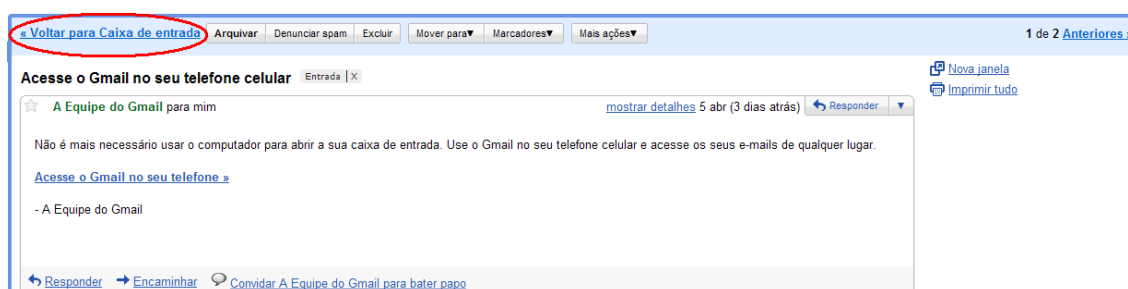 « Voltar para Caixa de entrada Arquivar Denunciar spam Excluir Mover para▼ Marcadores▼ Mais ações▼ 1 de 2 Anteriores ›
Acesse o Gmail no seu telefone celular Entrada | X
Nova janela
Imprimir tudo
A Equipe do Gmail para mim mostrar detalhes 5 abr (3 dias atrás) Responder ▼
Não é mais necessário usar o computador para abrir a sua caixa de entrada. Use o Gmail no seu telefone celular e acesse os seus e-mails de qualquer lugar.
Acesse o Gmail no seu telefone »
- A Equipe do Gmail
Responder Encaminhar Convidar A Equipe do Gmail para bater papo